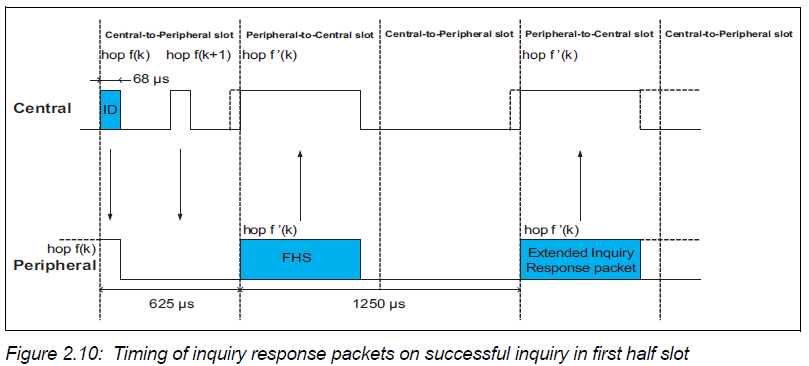 Central-to-Peripheral slot Peripheral-to-Central slot Central-to-Peripheral slot Peripheral-to-Central slot Central-to-Peripheral slot
hop f(k) hop f(k+1) hop f'(k) hop f'(k)
68 µs
Central ID
hop f(k) hop f'(k) hop f'(k)
Peripheral FHS Extended Inquiry
Response packet
625 µs 1250 µs
Figure 2.10: Timing of inquiry response packets on successful inquiry in first half slot